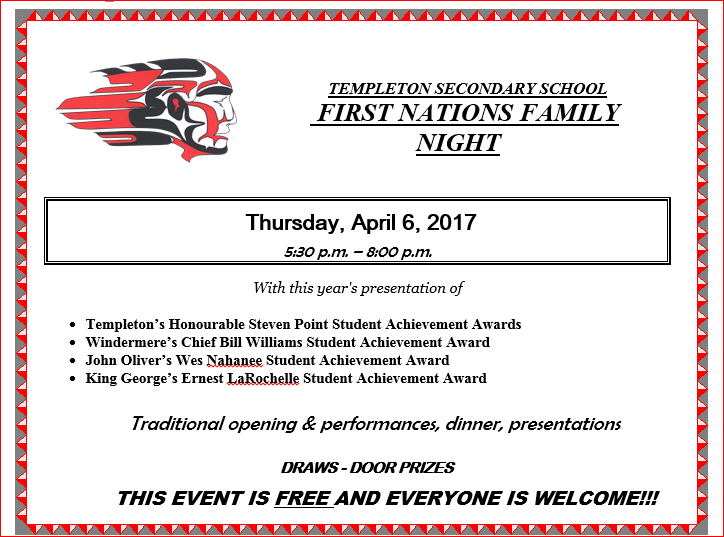 TEMPLETON SECONDARY SCHOOL
FIRST NATIONS FAMILY
NIGHT
Thursday, April 6, 2017
5:30 p.m. – 8:00 p.m.
With this year's presentation of
• Templeton’s Honourable Steven Point Student Achievement Awards
• Windermere’s Chief Bill Williams Student Achievement Award
• John Oliver’s Wes Nahanee Student Achievement Award
• King George’s Ernest LaRochelle Student Achievement Award
Traditional opening & performances, dinner, presentations
DRAWS - DOOR PRIZES
THIS EVENT IS FREE AND EVERYONE IS WELCOME!!!